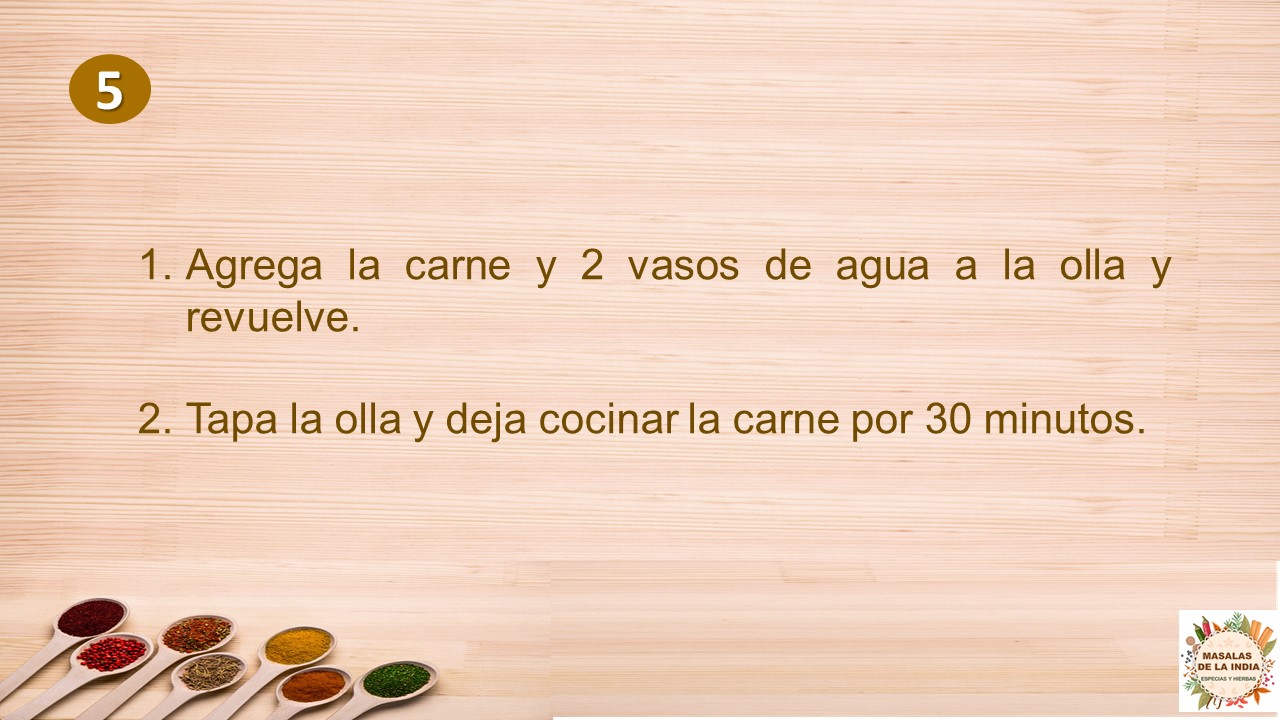 5
1. Agrega la carne y 2 vasos de agua a la olla y
revuelve.
2. Tapa la olla y deja cocinar la carne por 30 minutos.
MASALAS
DE LA INDIA
ESPECIAS Y HIERBAS